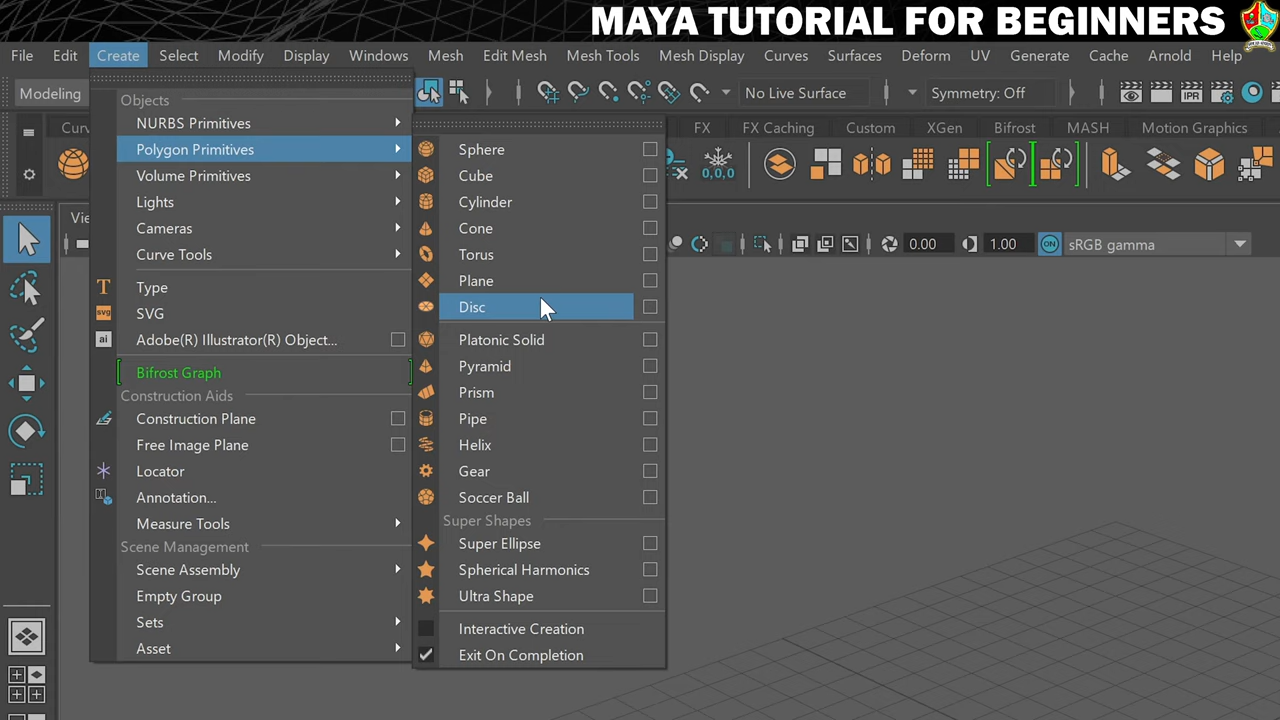 MAYA TUTORIAL FOR BEGINNERS
File Edit Create Select Modify Display Windows Mesh Edit Mesh Mesh Tools Mesh Display Curves Surfaces Deform UV Generate Cache Arnold Help
Modeling
No Live Surface
Symmetry: Off
IPR
FX FX Caching Custom XGen Bifrost MASH Motion Graphics
0,0,0
0.00
1.00
ON
sRGB gamma
Objects
NURBS Primitives
Polygon Primitives
Volume Primitives
Lights
Cameras
Curve Tools
T Type
svg SVG
ai Adobe(R) Illustrator(R) Object...
Bifrost Graph
Construction Aids
Construction Plane
Free Image Plane
Locator
Annotation...
Measure Tools
Scene Management
Scene Assembly
Empty Group
Sets
Asset
Sphere
Cube
Cylinder
Cone
Torus
Plane
Disc
Platonic Solid
Pyramid
Prism
Pipe
Helix
Gear
Soccer Ball
Super Shapes
Super Ellipse
Spherical Harmonics
Ultra Shape
Interactive Creation
Exit On Completion